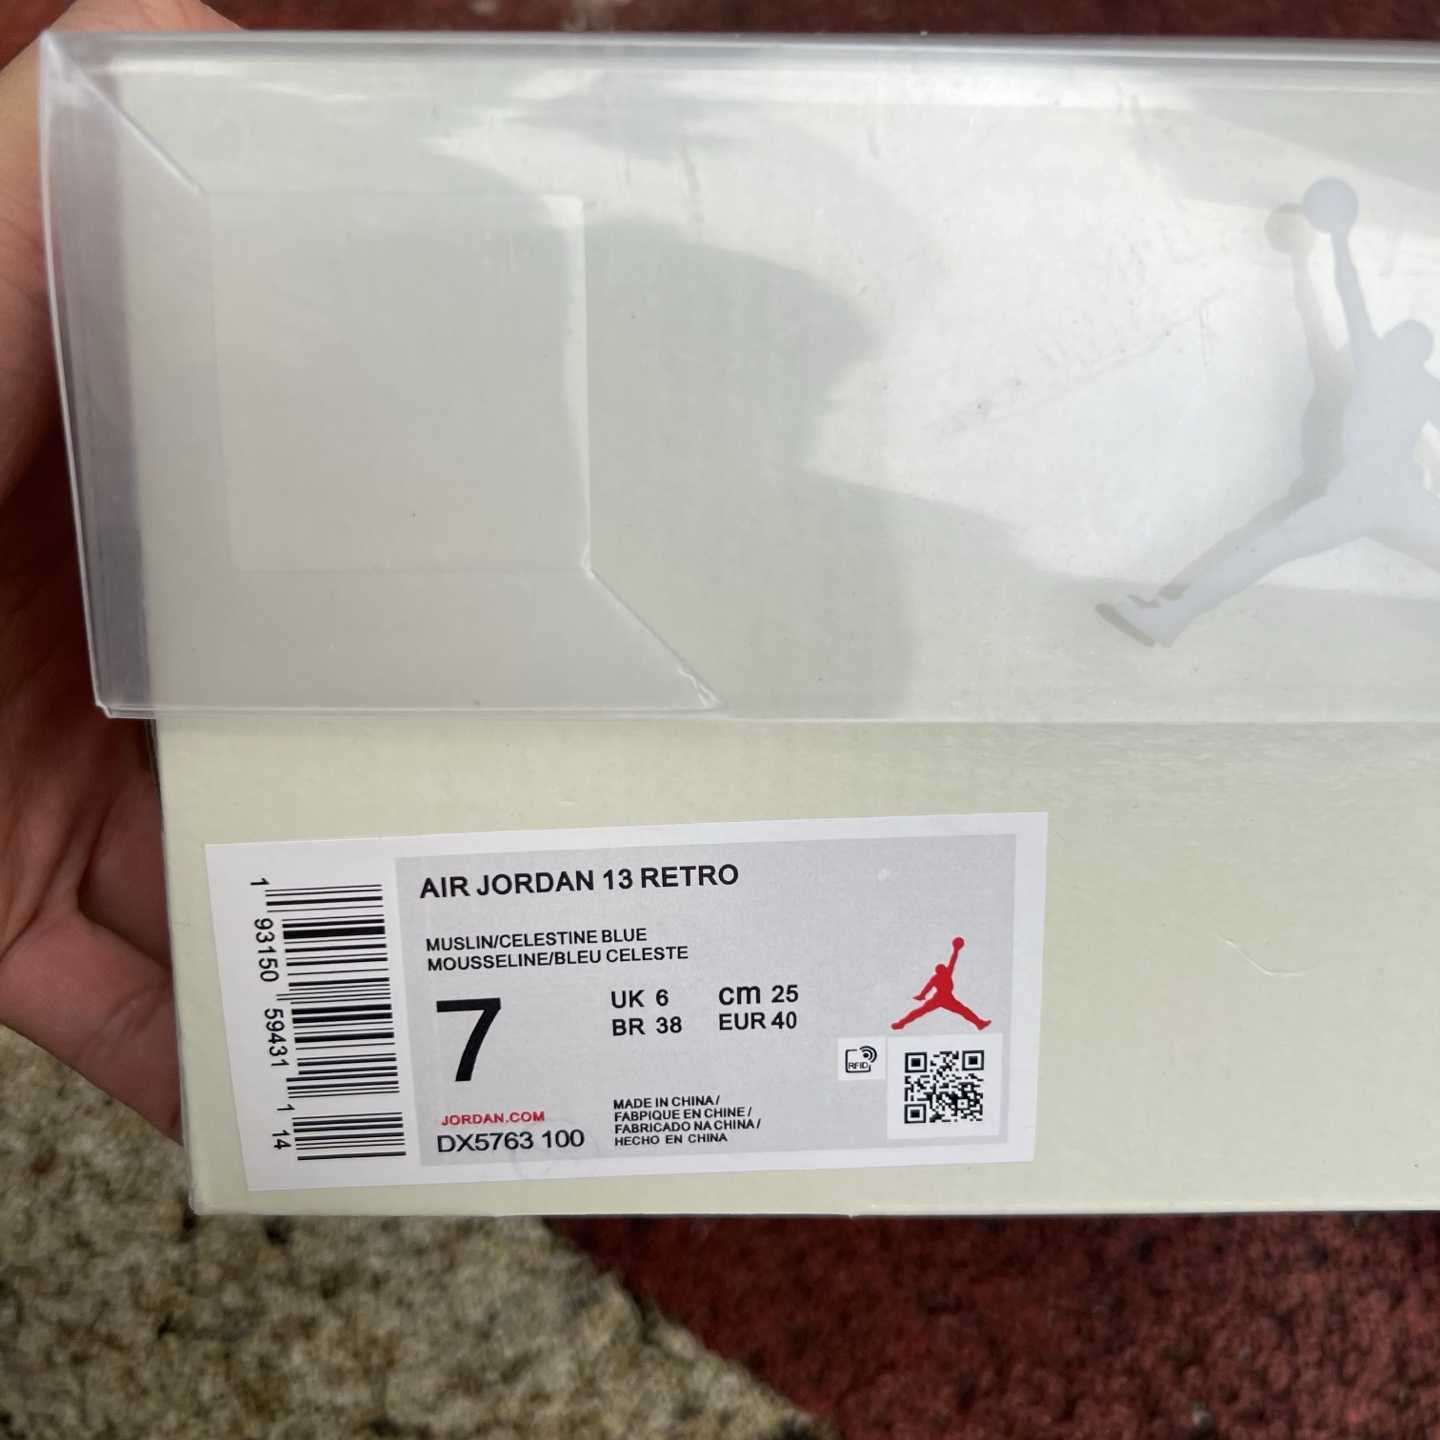 AIR JORDAN 13 RETRO
MUSLIN/CELESTINE BLUE
MOUSSELINE/BLEU CELESTE
7
UK 6
BR 38
cm 25
EUR 40
RFID
JORDAN.COM
DX5763 100
MADE IN CHINA /
FABPIQUE EN CHINE /
FABRICADO NA CHINA /
HECHO EN CHINA
1 93150 59431 1 14